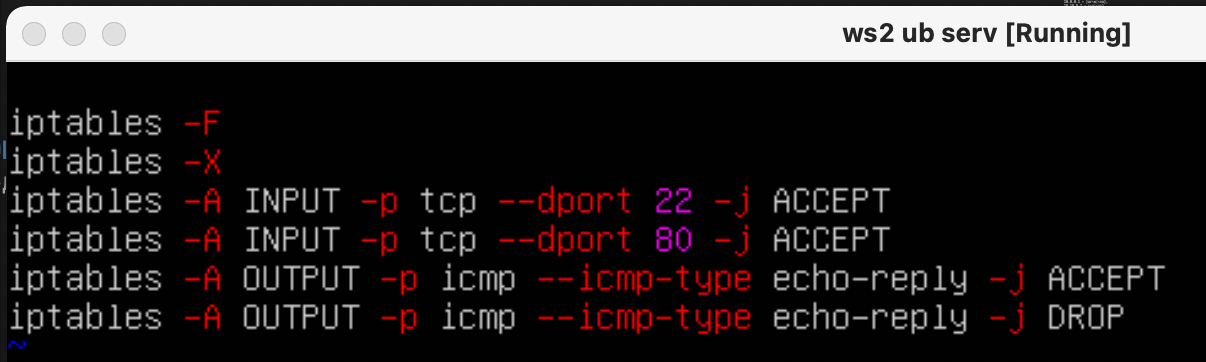 ws2 ub serv [Running]
iptables -F
iptables -X
iptables -A INPUT -p tcp --dport 22 -j ACCEPT
iptables -A INPUT -p tcp --dport 80 -j ACCEPT
iptables -A OUTPUT -p icmp --icmp-type echo-reply -j ACCEPT
iptables -A OUTPUT -p icmp --icmp-type echo-reply -j DROP
~